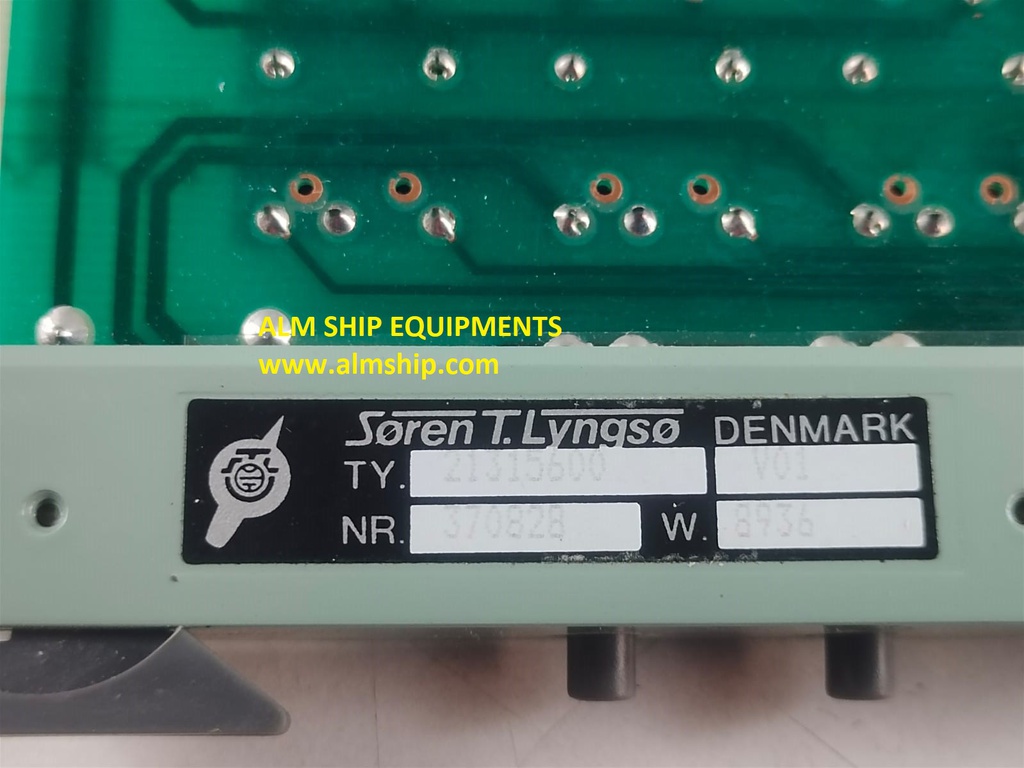 ALM SHIP EQUIPMENTS
www.almship.com
Søren T. Lyngsø DENMARK
TY. 21315600 V01
NR. 370828 W. 8936